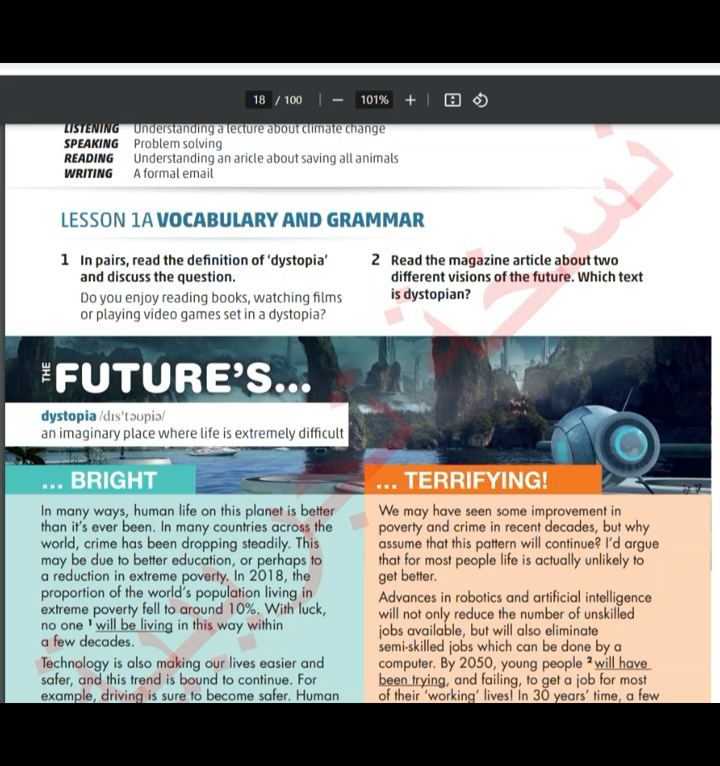 18 / 100 | − 101% + |
LISTENING Understanding a lecture about climate change
SPEAKING Problem solving
READING Understanding an aricle about saving all animals
WRITING A formal email
LESSON 1A VOCABULARY AND GRAMMAR
1 In pairs, read the definition of ‘dystopia’
and discuss the question.
Do you enjoy reading books, watching films
or playing video games set in a dystopia?
2 Read the magazine article about two
different visions of the future. Which text
is dystopian?
THE FUTURE'S...
dystopia /dɪsˈtəʊpiə/
an imaginary place where life is extremely difficult
... BRIGHT
In many ways, human life on this planet is better
than it's ever been. In many countries across the
world, crime has been dropping steadily. This
may be due to better education, or perhaps to
a reduction in extreme poverty. In 2018, the
proportion of the world's population living in
extreme poverty fell to around 10%. With luck,
no one ¹ will be living in this way within
a few decades.
Technology is also making our lives easier and
safer, and this trend is bound to continue. For
example, driving is sure to become safer. Human
... TERRIFYING!
We may have seen some improvement in
poverty and crime in recent decades, but why
assume that this pattern will continue? I'd argue
that for most people life is actually unlikely to
get better.
Advances in robotics and artificial intelligence
will not only reduce the number of unskilled
jobs available, but will also eliminate
semi-skilled jobs which can be done by a
computer. By 2050, young people ² will have
been trying, and failing, to get a job for most
of their ‘working’ lives! In 30 years' time, a few
نسخة تجريبية